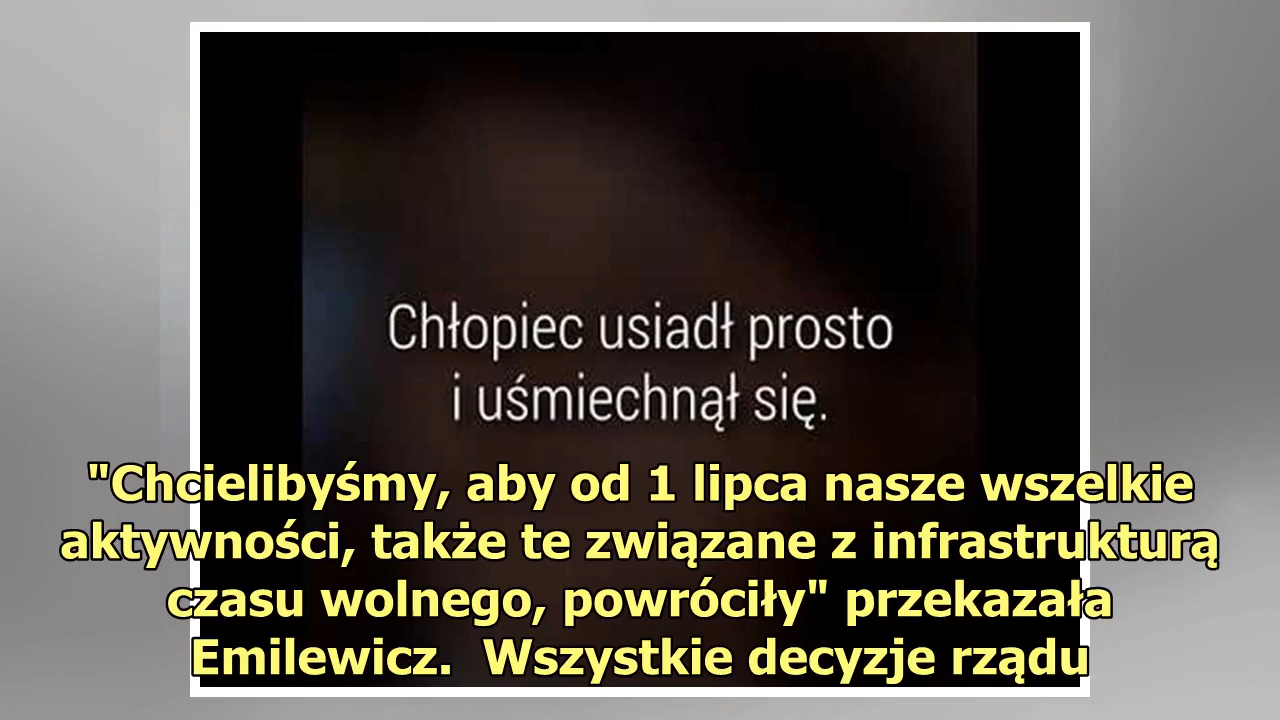 Chłopiec usiadł prosto
i uśmiechnął się.
"Chcielibyśmy, aby od 1 lipca nasze wszelkie
aktywności, także te związane z infrastrukturą
czasu wolnego, powróciły" przekazała
Emilewicz.  Wszystkie decyzje rządu